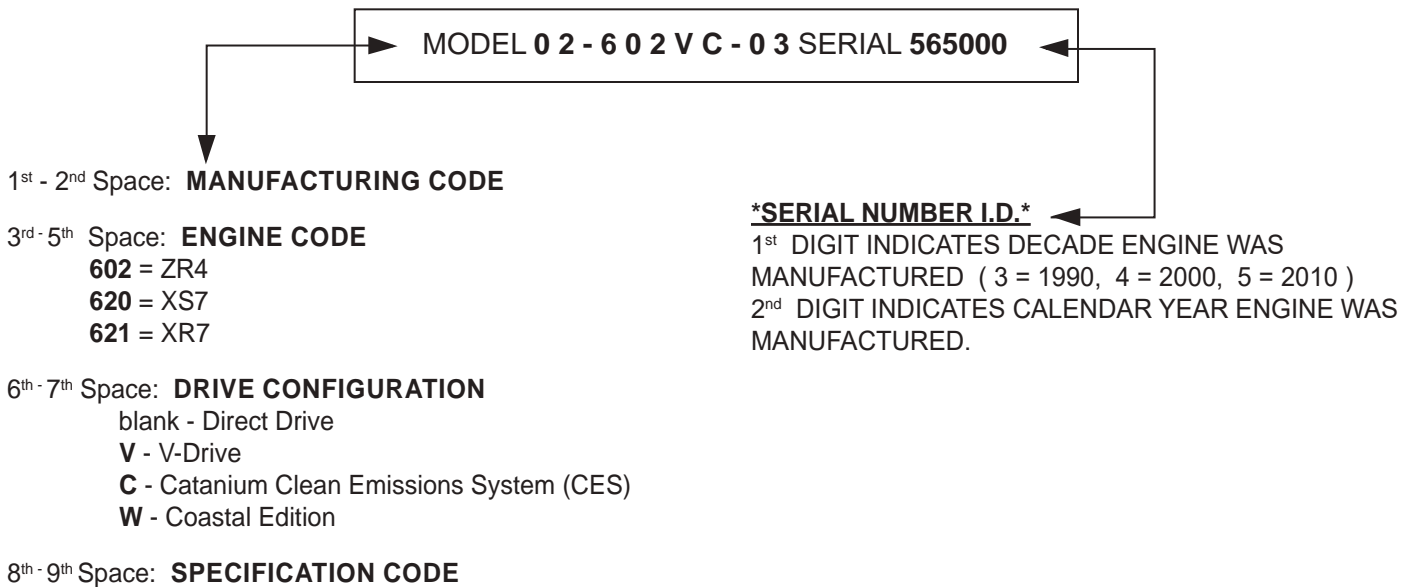 MODEL 0 2 - 6 0 2 V C - 0 3 SERIAL 565000
1st - 2nd Space: MANUFACTURING CODE
3rd - 5th Space: ENGINE CODE
602 = ZR4
620 = XS7
621 = XR7
6th - 7th Space: DRIVE CONFIGURATION
blank - Direct Drive
V - V-Drive
C - Catanium Clean Emissions System (CES)
W - Coastal Edition
8th - 9th Space: SPECIFICATION CODE
*SERIAL NUMBER I.D.*
1st DIGIT INDICATES DECADE ENGINE WAS
MANUFACTURED ( 3 = 1990, 4 = 2000, 5 = 2010 )
2nd DIGIT INDICATES CALENDAR YEAR ENGINE WAS
MANUFACTURED.